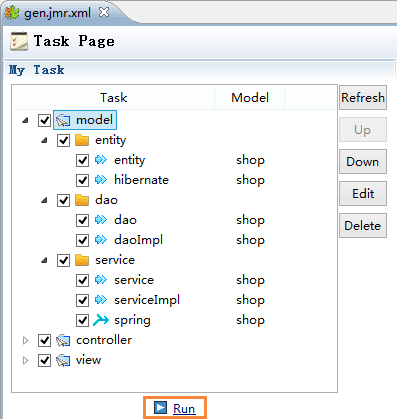 gen.jmr.xml
Task Page
My Task
Task Model
Refresh
model
Up
entity
entity shop
Down
hibernate shop
Edit
dao
dao shop
Delete
daoImpl shop
service
service shop
serviceImpl shop
spring shop
controller
view
Run